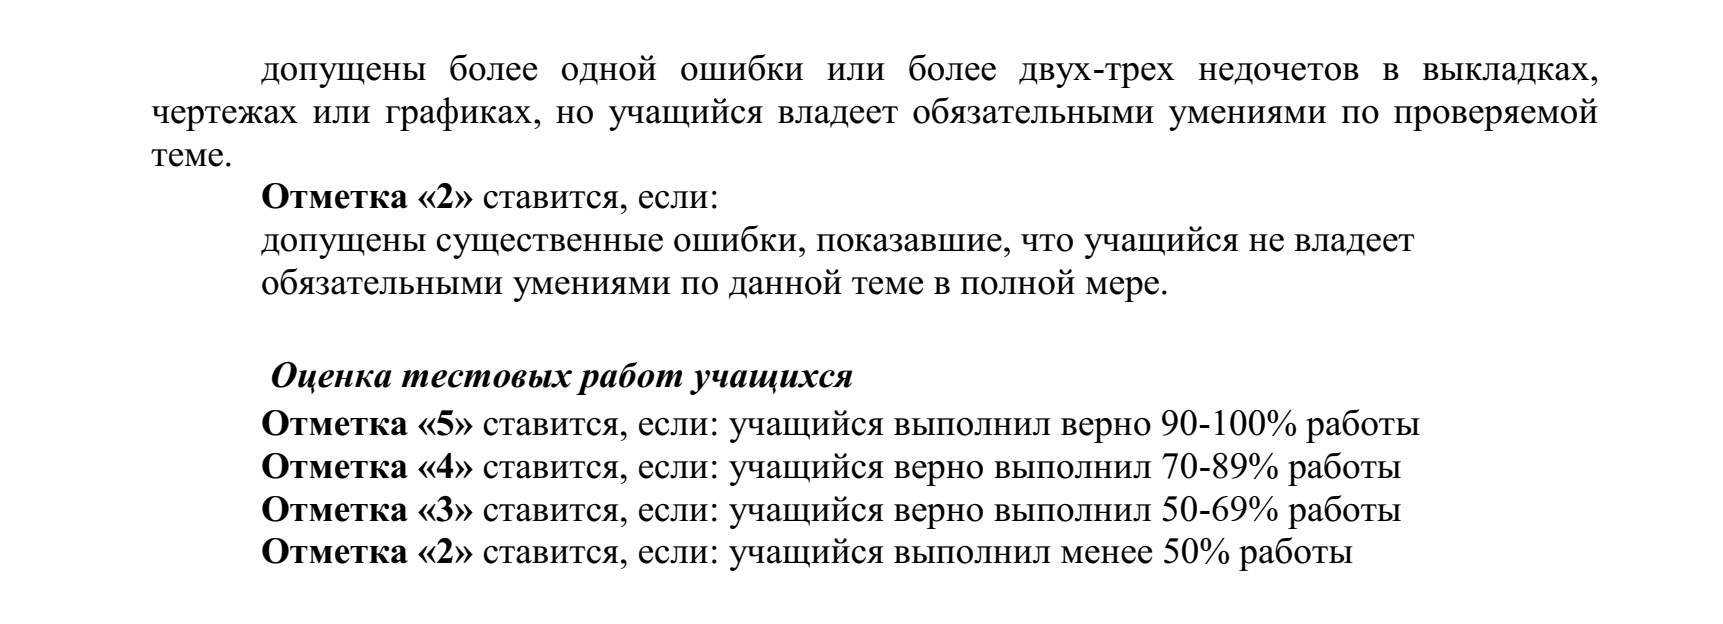 допущены более одной ошибки или более двух-трех недочетов в выкладках,
чертежах или графиках, но учащийся владеет обязательными умениями по проверяемой
теме.
Отметка «2» ставится, если:
допущены существенные ошибки, показавшие, что учащийся не владеет
обязательными умениями по данной теме в полной мере.
Оценка тестовых работ учащихся
Отметка «5» ставится, если: учащийся выполнил верно 90-100% работы
Отметка «4» ставится, если: учащийся верно выполнил 70-89% работы
Отметка «3» ставится, если: учащийся верно выполнил 50-69% работы
Отметка «2» ставится, если: учащийся выполнил менее 50% работы